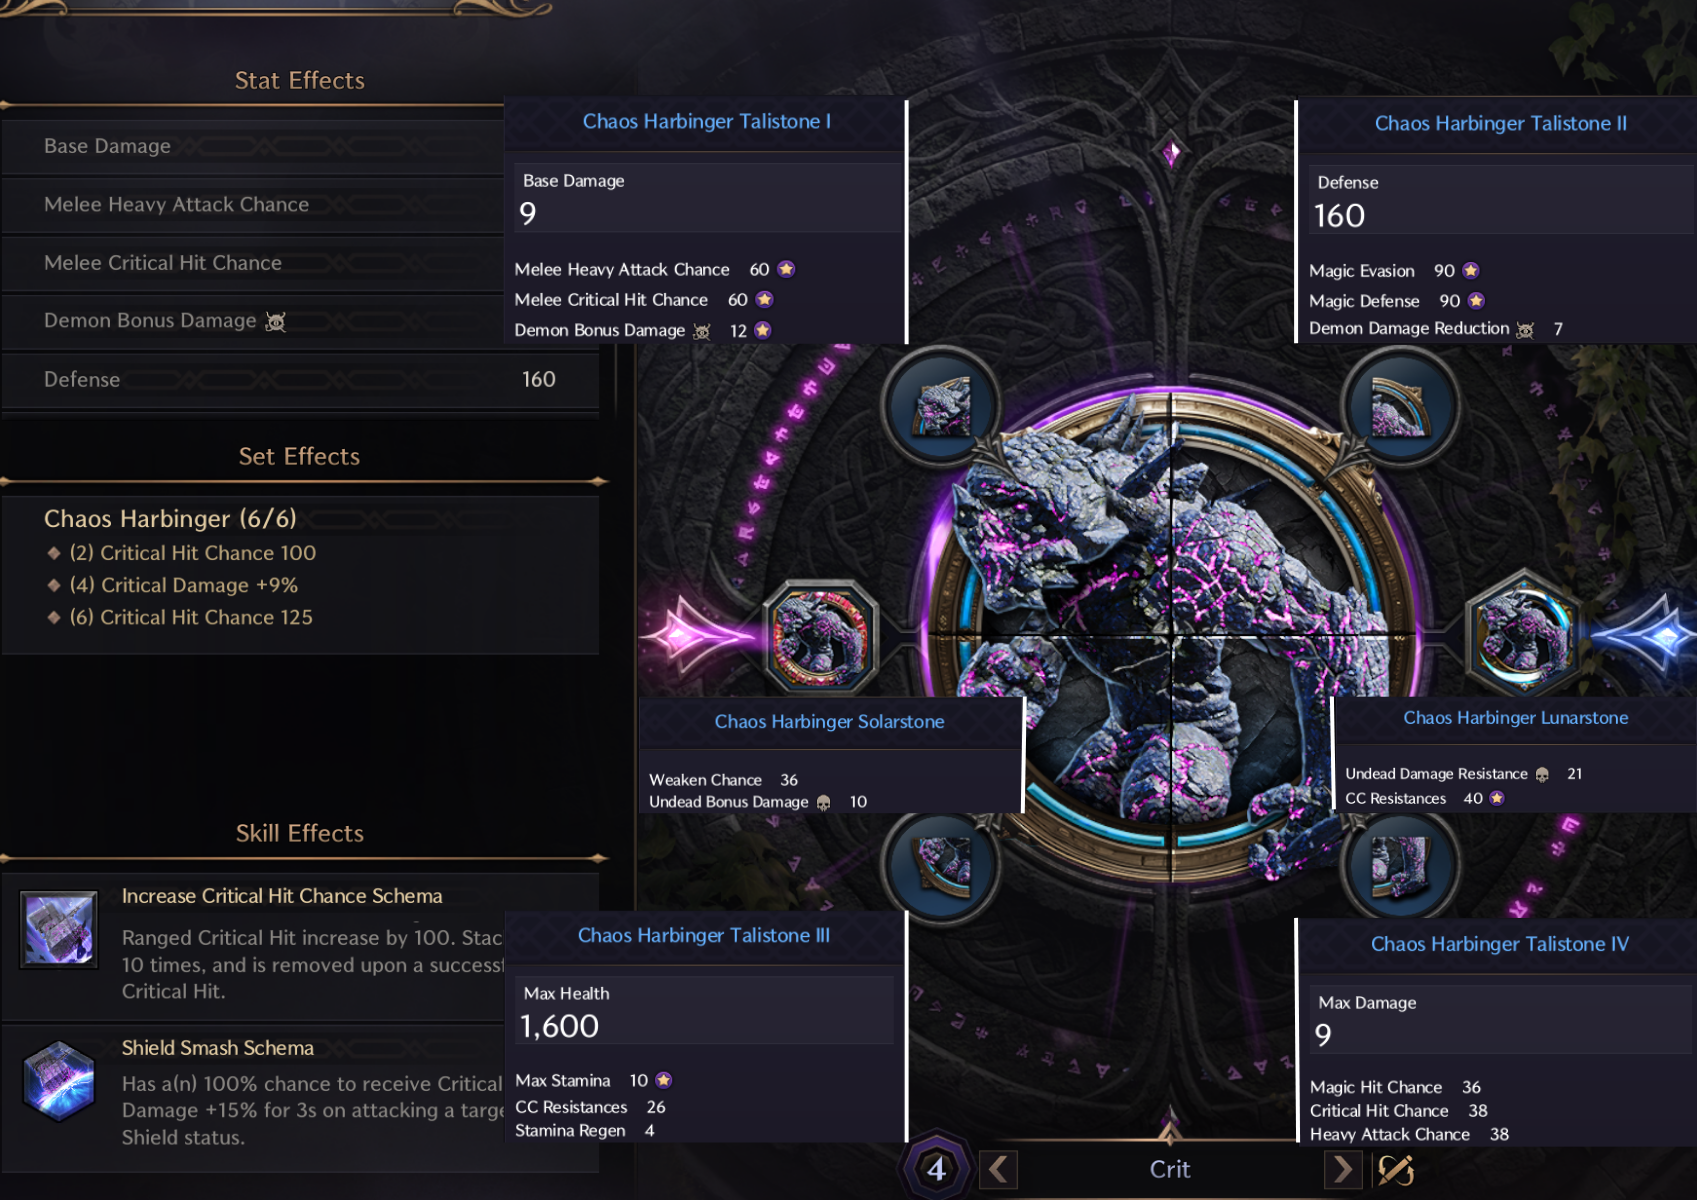 Stat Effects
Base Damage
Melee Heavy Attack Chance
Melee Critical Hit Chance
Demon Bonus Damage
Defense 160
Set Effects
Chaos Harbinger (6/6)
(2) Critical Hit Chance 100
(4) Critical Damage +9%
(6) Critical Hit Chance 125
Skill Effects
Increase Critical Hit Chance Schema
Ranged Critical Hit increase by 100. Stac
10 times, and is removed upon a success
Critical Hit.
Shield Smash Schema
Has a(n) 100% chance to receive Critical
Damage +15% for 3s on attacking a targe
Shield status.
Chaos Harbinger Talistone I
Base Damage
9
Melee Heavy Attack Chance 60
Melee Critical Hit Chance 60
Demon Bonus Damage 12
Chaos Harbinger Talistone II
Defense
160
Magic Evasion 90
Magic Defense 90
Demon Damage Reduction 7
Chaos Harbinger Solarstone
Weaken Chance 36
Undead Bonus Damage 10
Chaos Harbinger Lunarstone
Undead Damage Resistance 21
CC Resistances 40
Chaos Harbinger Talistone III
Max Health
1,600
Max Stamina 10
CC Resistances 26
Stamina Regen 4
Chaos Harbinger Talistone IV
Max Damage
9
Magic Hit Chance 36
Critical Hit Chance 38
Heavy Attack Chance 38
4
Crit